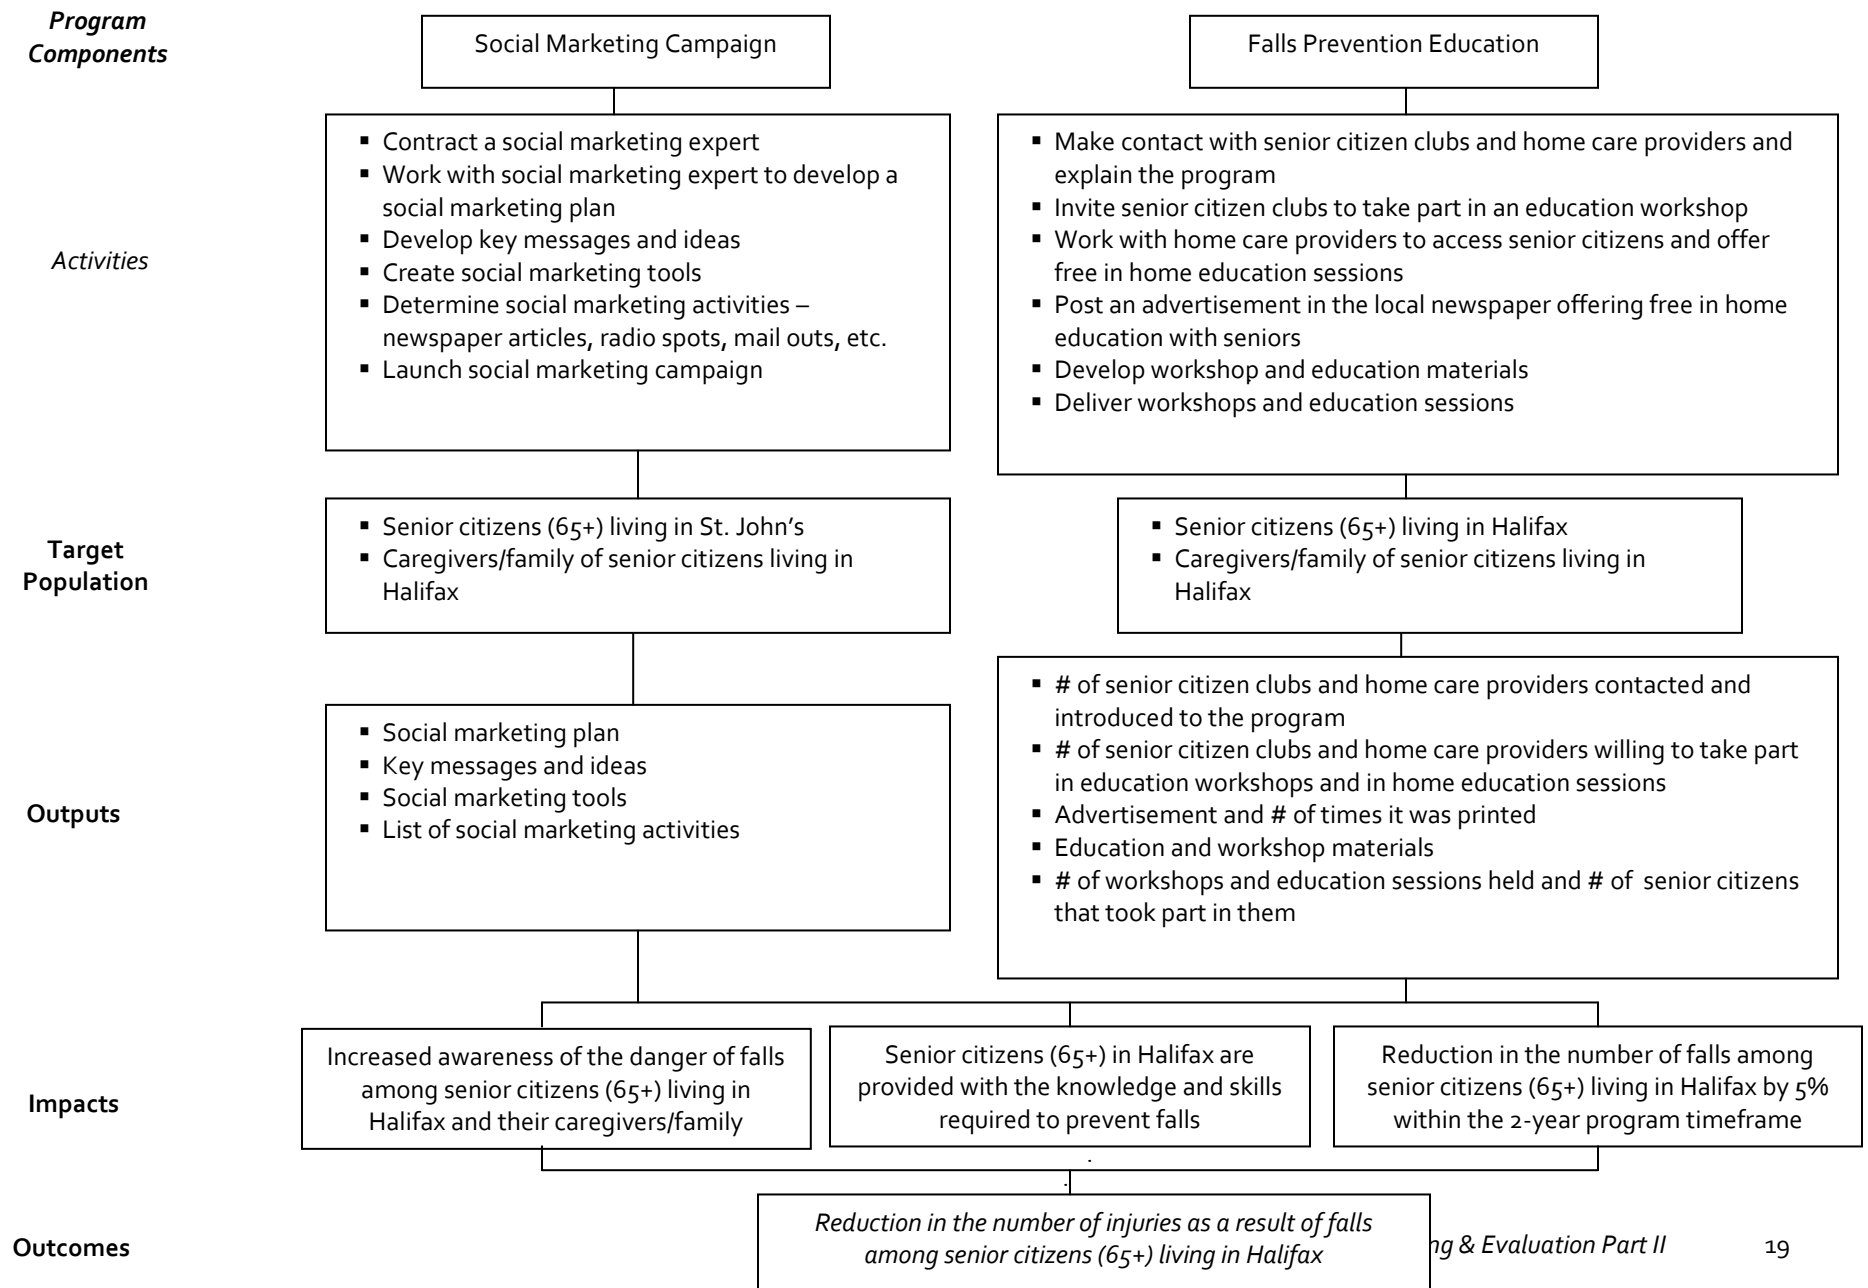 Program
Components
Social Marketing Campaign
Falls Prevention Education
Activities
▪ Contract a social marketing expert
▪ Work with social marketing expert to develop a
social marketing plan
▪ Develop key messages and ideas
▪ Create social marketing tools
▪ Determine social marketing activities –
newspaper articles, radio spots, mail outs, etc.
▪ Launch social marketing campaign
▪ Make contact with senior citizen clubs and home care providers and
explain the program
▪ Invite senior citizen clubs to take part in an education workshop
▪ Work with home care providers to access senior citizens and offer
free in home education sessions
▪ Post an advertisement in the local newspaper offering free in home
education with seniors
▪ Develop workshop and education materials
▪ Deliver workshops and education sessions
Target
Population
▪ Senior citizens (65+) living in St. John's
▪ Caregivers/family of senior citizens living in
Halifax
▪ Senior citizens (65+) living in Halifax
▪ Caregivers/family of senior citizens living in
Halifax
Outputs
▪ Social marketing plan
▪ Key messages and ideas
▪ Social marketing tools
▪ List of social marketing activities
▪ # of senior citizen clubs and home care providers contacted and
introduced to the program
▪ # of senior citizen clubs and home care providers willing to take part
in education workshops and in home education sessions
▪ Advertisement and # of times it was printed
▪ Education and workshop materials
▪ # of workshops and education sessions held and # of senior citizens
that took part in them
Impacts
Increased awareness of the danger of falls
among senior citizens (65+) living in
Halifax and their caregivers/family
Senior citizens (65+) in Halifax are
provided with the knowledge and skills
required to prevent falls
Reduction in the number of falls among
senior citizens (65+) living in Halifax by 5%
within the 2-year program timeframe
Outcomes
Reduction in the number of injuries as a result of falls
among senior citizens (65+) living in Halifax
ng & Evaluation Part II 19